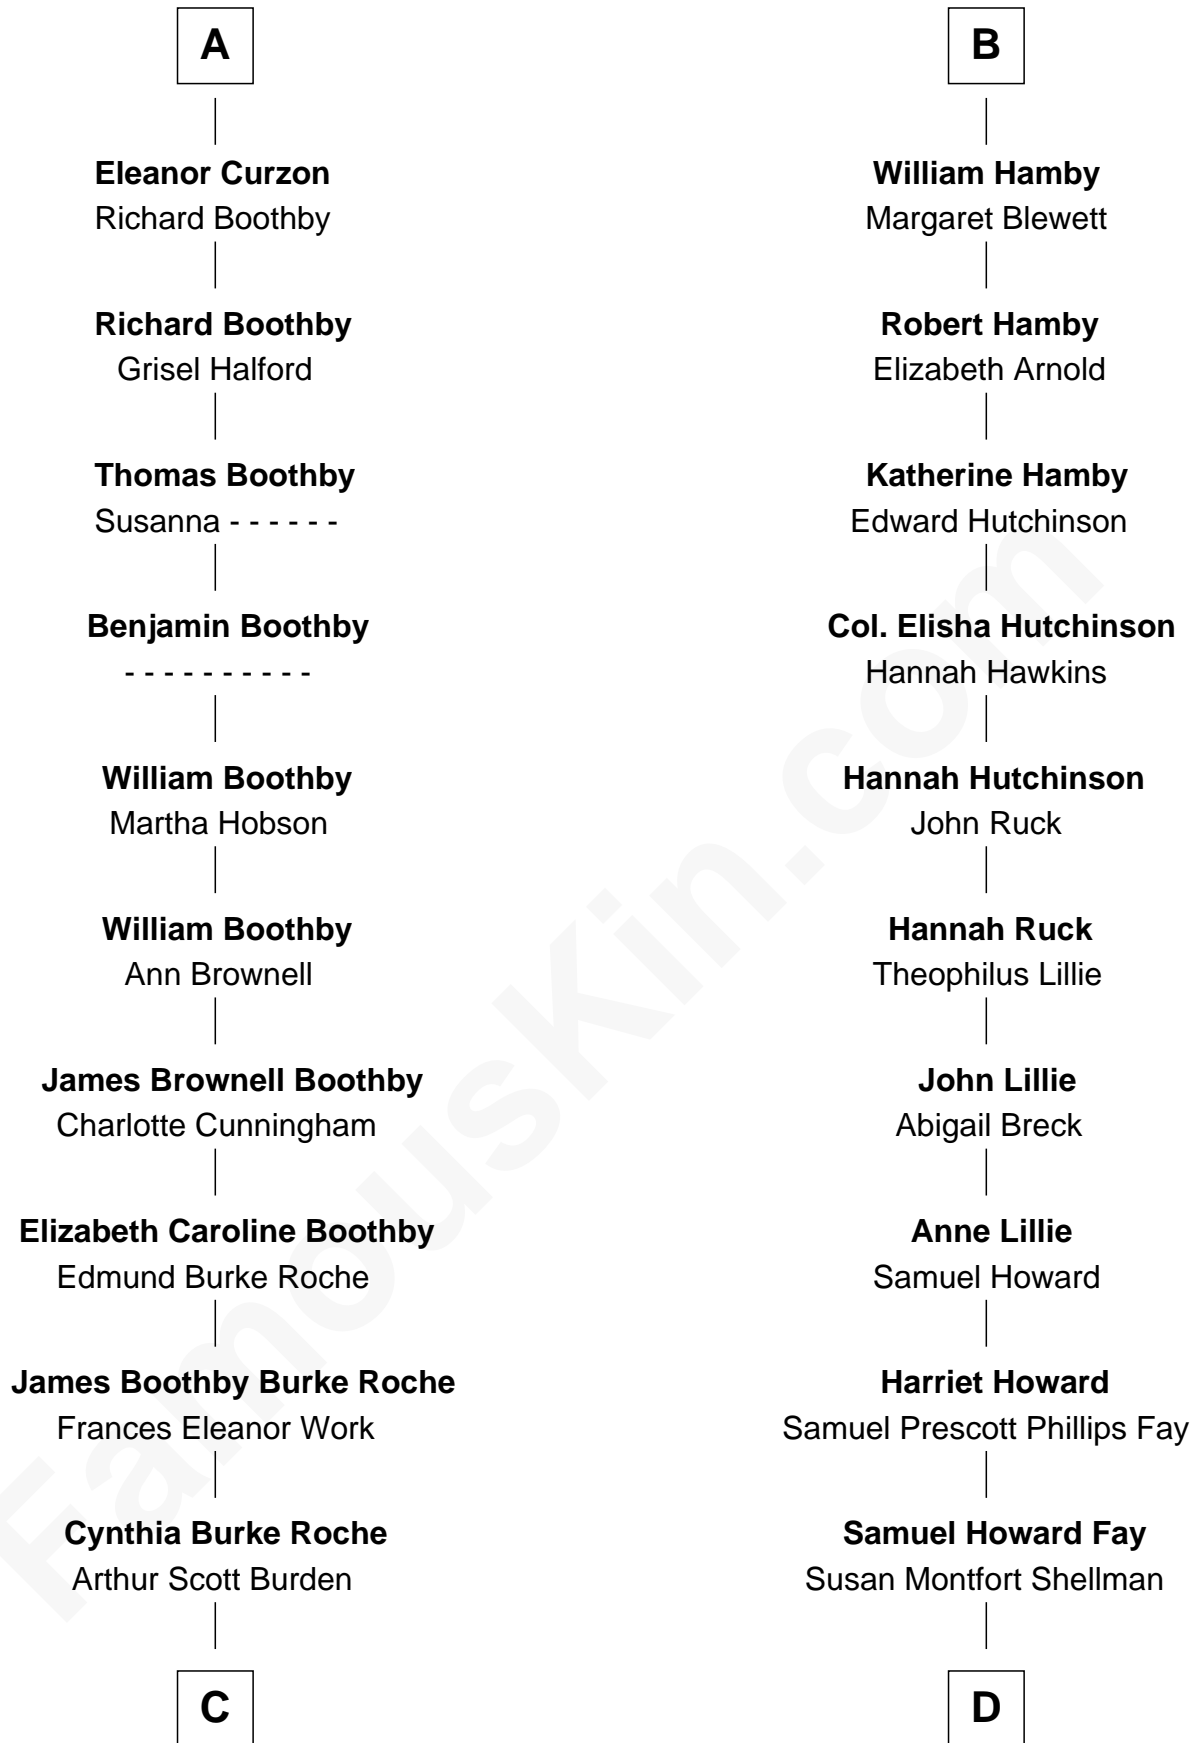 A
Eleanor Curzon
Richard Boothby
Richard Boothby
Grisel Halford
Thomas Boothby
Susanna - - - - - -
Benjamin Boothby
- - - - - - - - - -
William Boothby
Martha Hobson
William Boothby
Ann Brownell
James Brownell Boothby
Charlotte Cunningham
Elizabeth Caroline Boothby
Edmund Burke Roche
James Boothby Burke Roche
Frances Eleanor Work
Cynthia Burke Roche
Arthur Scott Burden
C
B
William Hamby
Margaret Blewett
Robert Hamby
Elizabeth Arnold
Katherine Hamby
Edward Hutchinson
Col. Elisha Hutchinson
Hannah Hawkins
Hannah Hutchinson
John Ruck
Hannah Ruck
Theophilus Lillie
John Lillie
Abigail Breck
Anne Lillie
Samuel Howard
Harriet Howard
Samuel Prescott Phillips Fay
Samuel Howard Fay
Susan Montfort Shellman
D
FamousKin.com